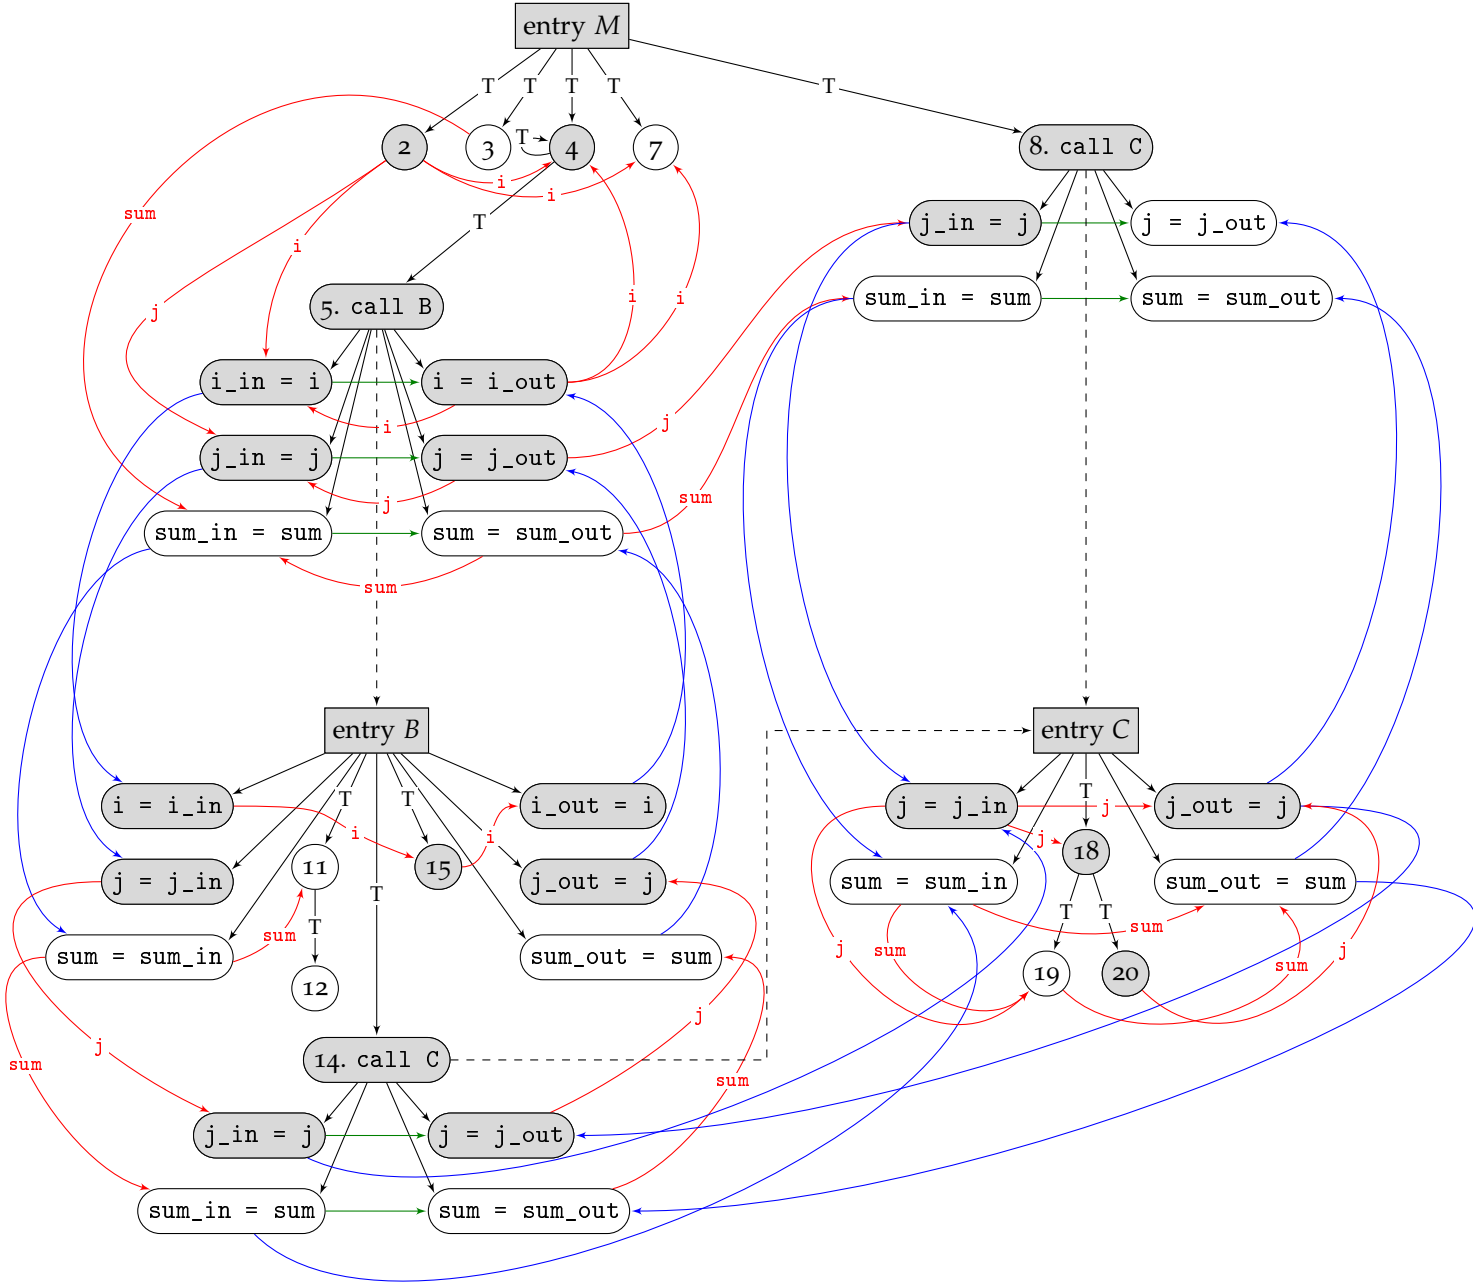 entry M
T T T T T
2 3 T 4 7 8. call C
i
i
sum
j_in = j j = j_out
T
i
sum_in = sum sum = sum_out
j
5. call B
i i
i_in = i i = i_out
j
i
j_in = j j = j_out
sum
j
sum_in = sum sum = sum_out
sum
entry B entry C
T
i = i_in T T i_out = i j = j_in j j_out = j
i i j
11 15 18
j = j_in j_out = j sum = sum_in sum_out = sum
T
T T
T
sum
sum
sum j j
sum = sum_in sum_out = sum
sum
19 20
12
j
j
14. call C
sum
sum
j_in = j j = j_out
sum_in = sum sum = sum_out